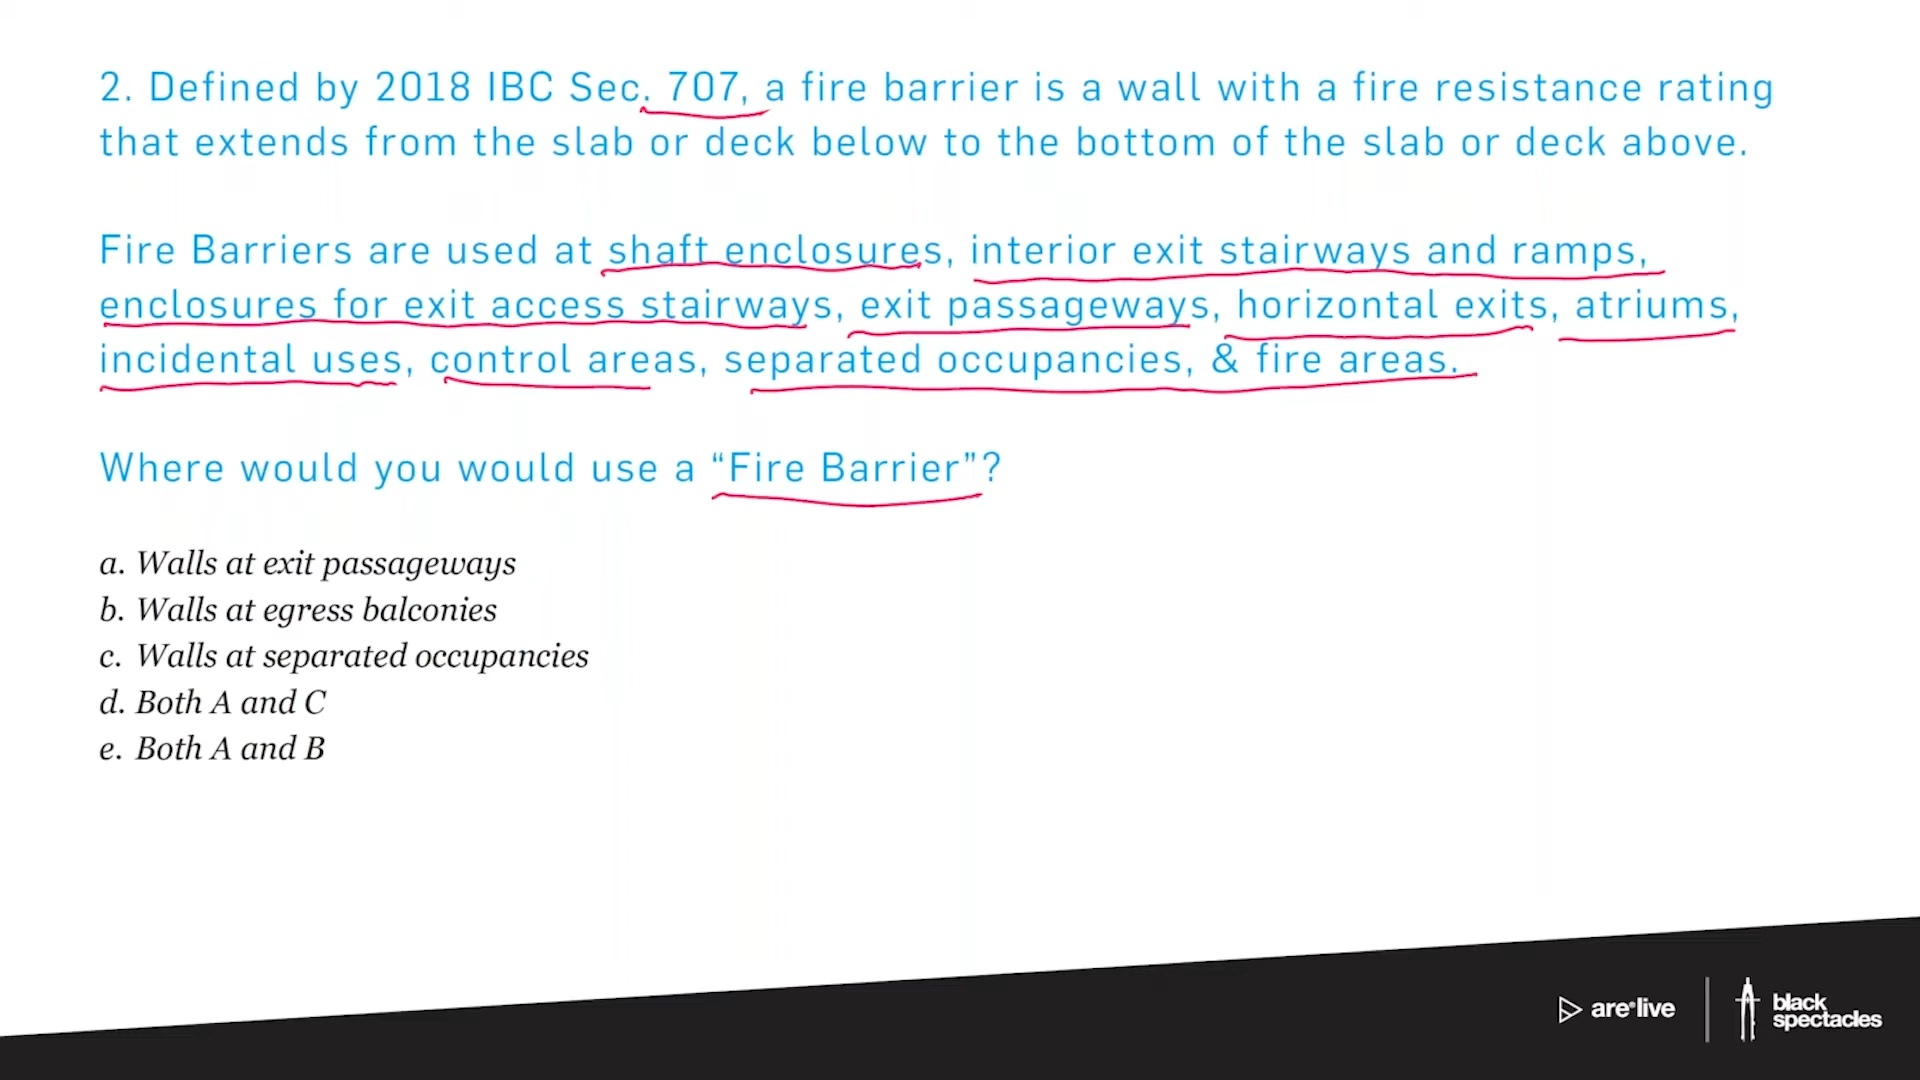 2. Defined by 2018 IBC Sec. 707, a fire barrier is a wall with a fire resistance rating
that extends from the slab or deck below to the bottom of the slab or deck above.
Fire Barriers are used at shaft enclosures, interior exit stairways and ramps,
enclosures for exit access stairways, exit passageways, horizontal exits, atriums,
incidental uses, control areas, separated occupancies, & fire areas.
Where would you would use a “Fire Barrier”?
a. Walls at exit passageways
b. Walls at egress balconies
c. Walls at separated occupancies
d. Both A and C
e. Both A and B
are®live
black
spectacles